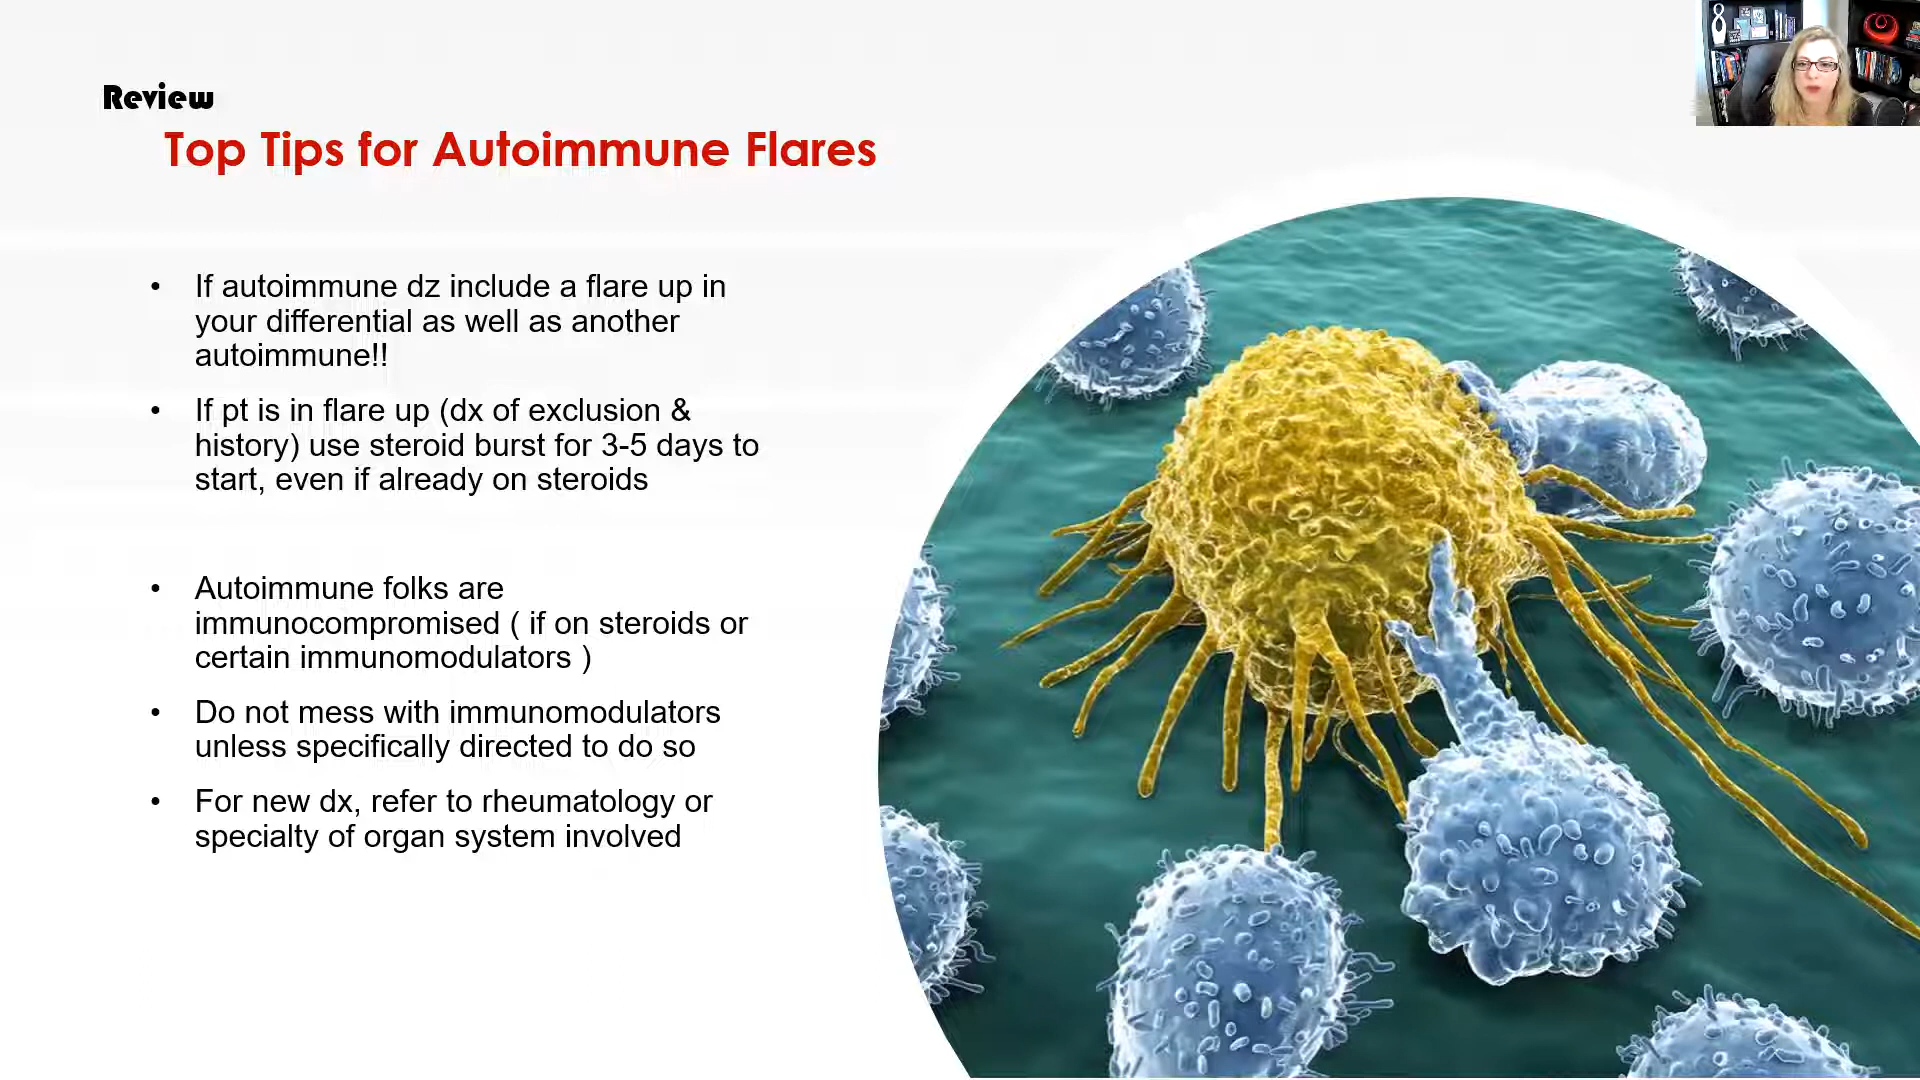 Review
Top Tips for Autoimmune Flares
• If autoimmune dz include a flare up in
your differential as well as another
autoimmune!!
• If pt is in flare up (dx of exclusion &
history) use steroid burst for 3-5 days to
start, even if already on steroids
• Autoimmune folks are
immunocompromised ( if on steroids or
certain immunomodulators )
• Do not mess with immunomodulators
unless specifically directed to do so
• For new dx, refer to rheumatology or
specialty of organ system involved